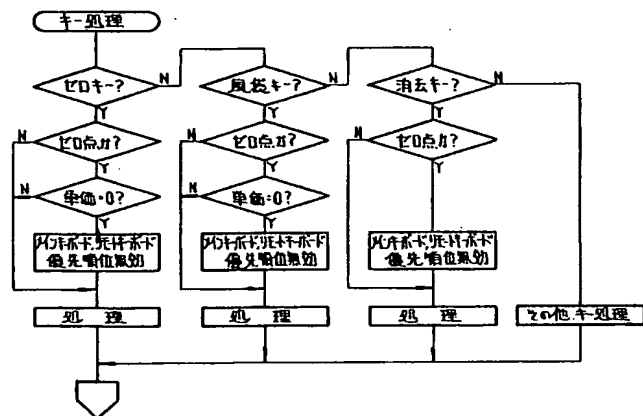 キー処理
ゼロキー?
N
風袋キー?
N
消去キー?
N
Y
Y
Y
N
ゼロ点か?
N
ゼロ点か?
N
ゼロ点か?
Y
Y
Y
N
単価=0?
N
単価=0?
Y
Y
メインキーボード,リモートキーボード
優先順位無効
メインキーボード,リモートキーボード
優先順位無効
メインキーボード,リモートキーボード
優先順位無効
処理
処理
処理
その他キー処理